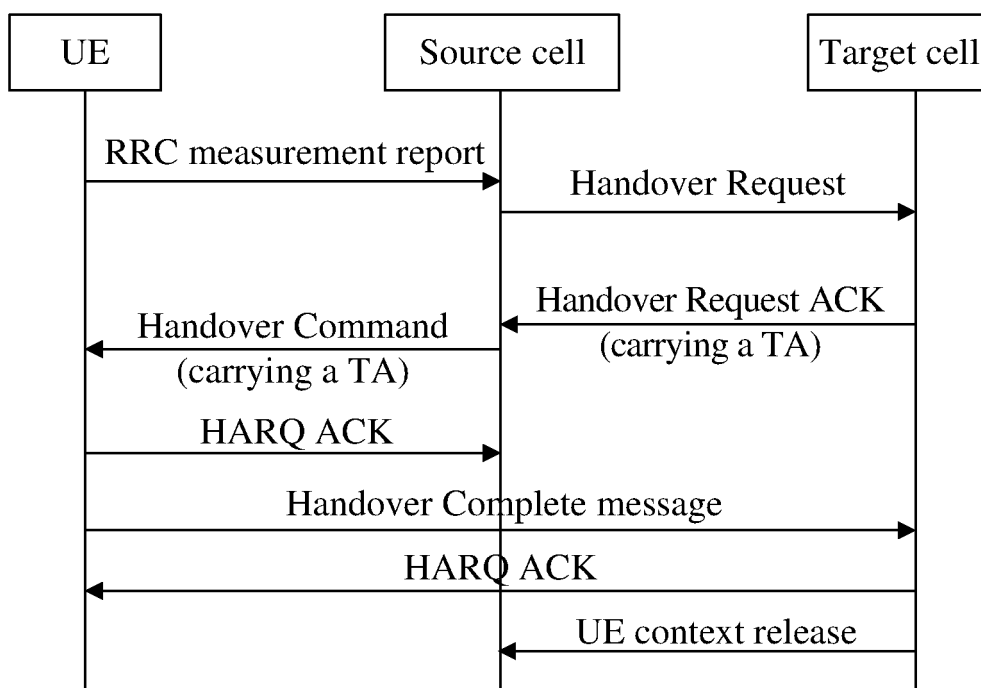 UE
Source cell
Target cell
RRC measurement report
Handover Request
Handover Request ACK
(carrying a TA)
Handover Command
(carrying a TA)
HARQ ACK
Handover Complete message
HARQ ACK
UE context release